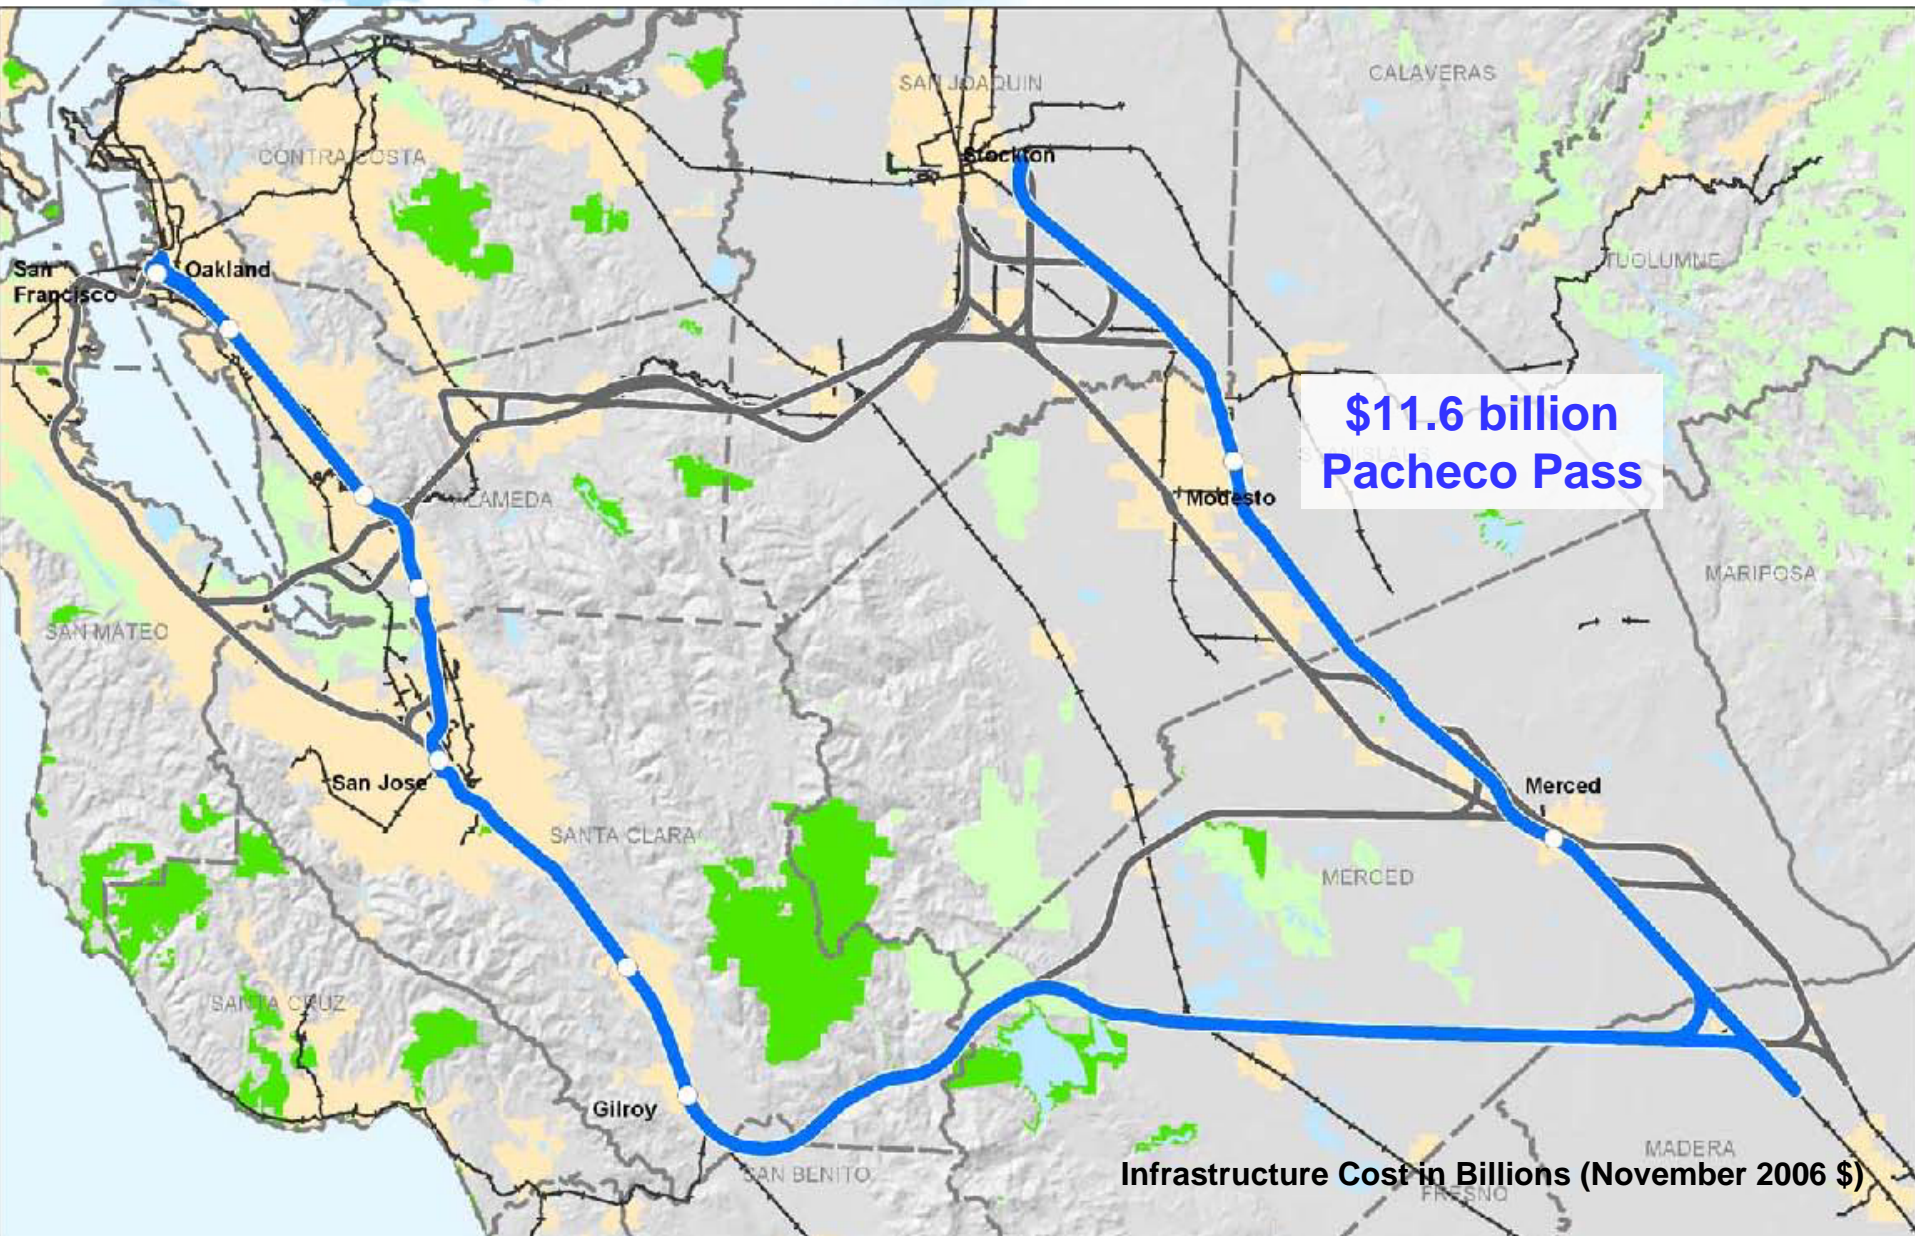 SAN JOAQUIN
CALAVERAS
CONTRA COSTA
Stockton
San
Francisco
Oakland
TUOLUMNE
$11.6 billion
Pacheco Pass
STANISLAUS
Modesto
ALAMEDA
MARIPOSA
SAN MATEO
San Jose
Merced
SANTA CLARA
MERCED
SANTA CRUZ
Gilroy
SAN BENITO
MADERA
Infrastructure Cost in Billions (November 2006 $)
FRESNO